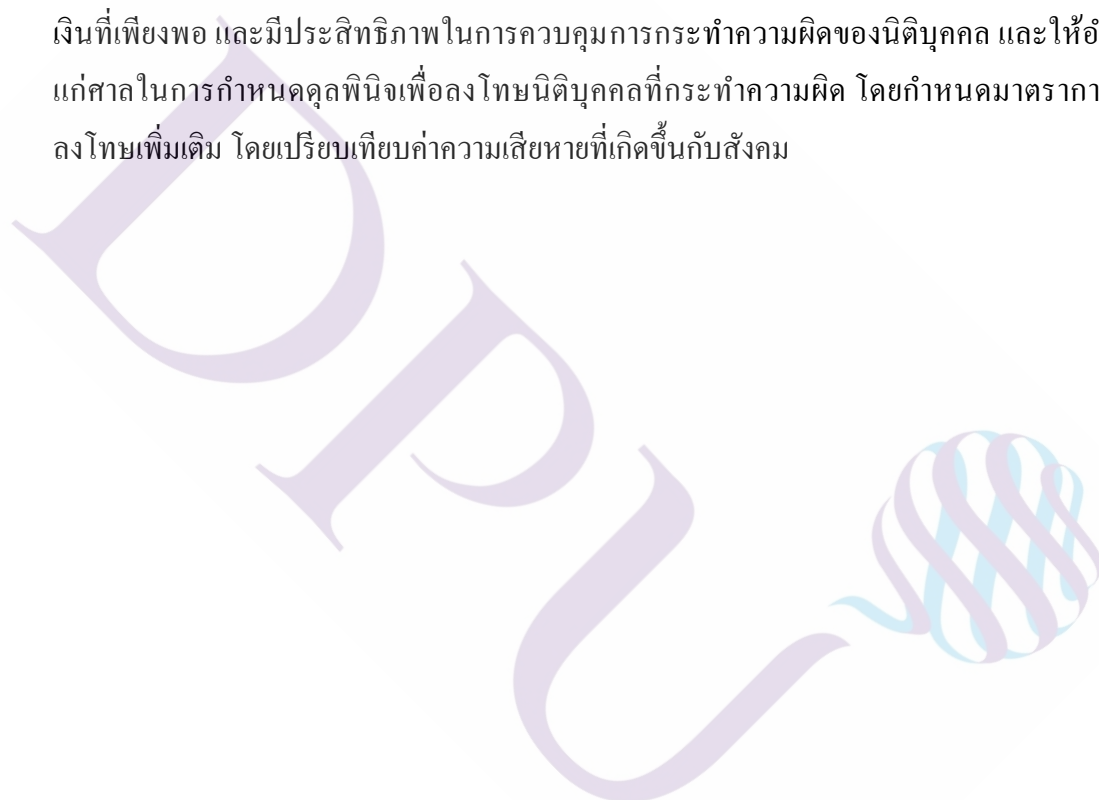 เงินที่เพียงพอ และมีประสิทธิภาพในการควบคุมการกระทำความผิดของนิติบุคคล และให้อำ
แก่ศาลในการกำหนดดุลพินิจเพื่อลงโทษนิติบุคคลที่กระทำความผิด โดยกำหนดมาตรากา
ลงโทษเพิ่มเติม โดยเปรียบเทียบค่าความเสียหายที่เกิดขึ้นกับสังคม
DPU